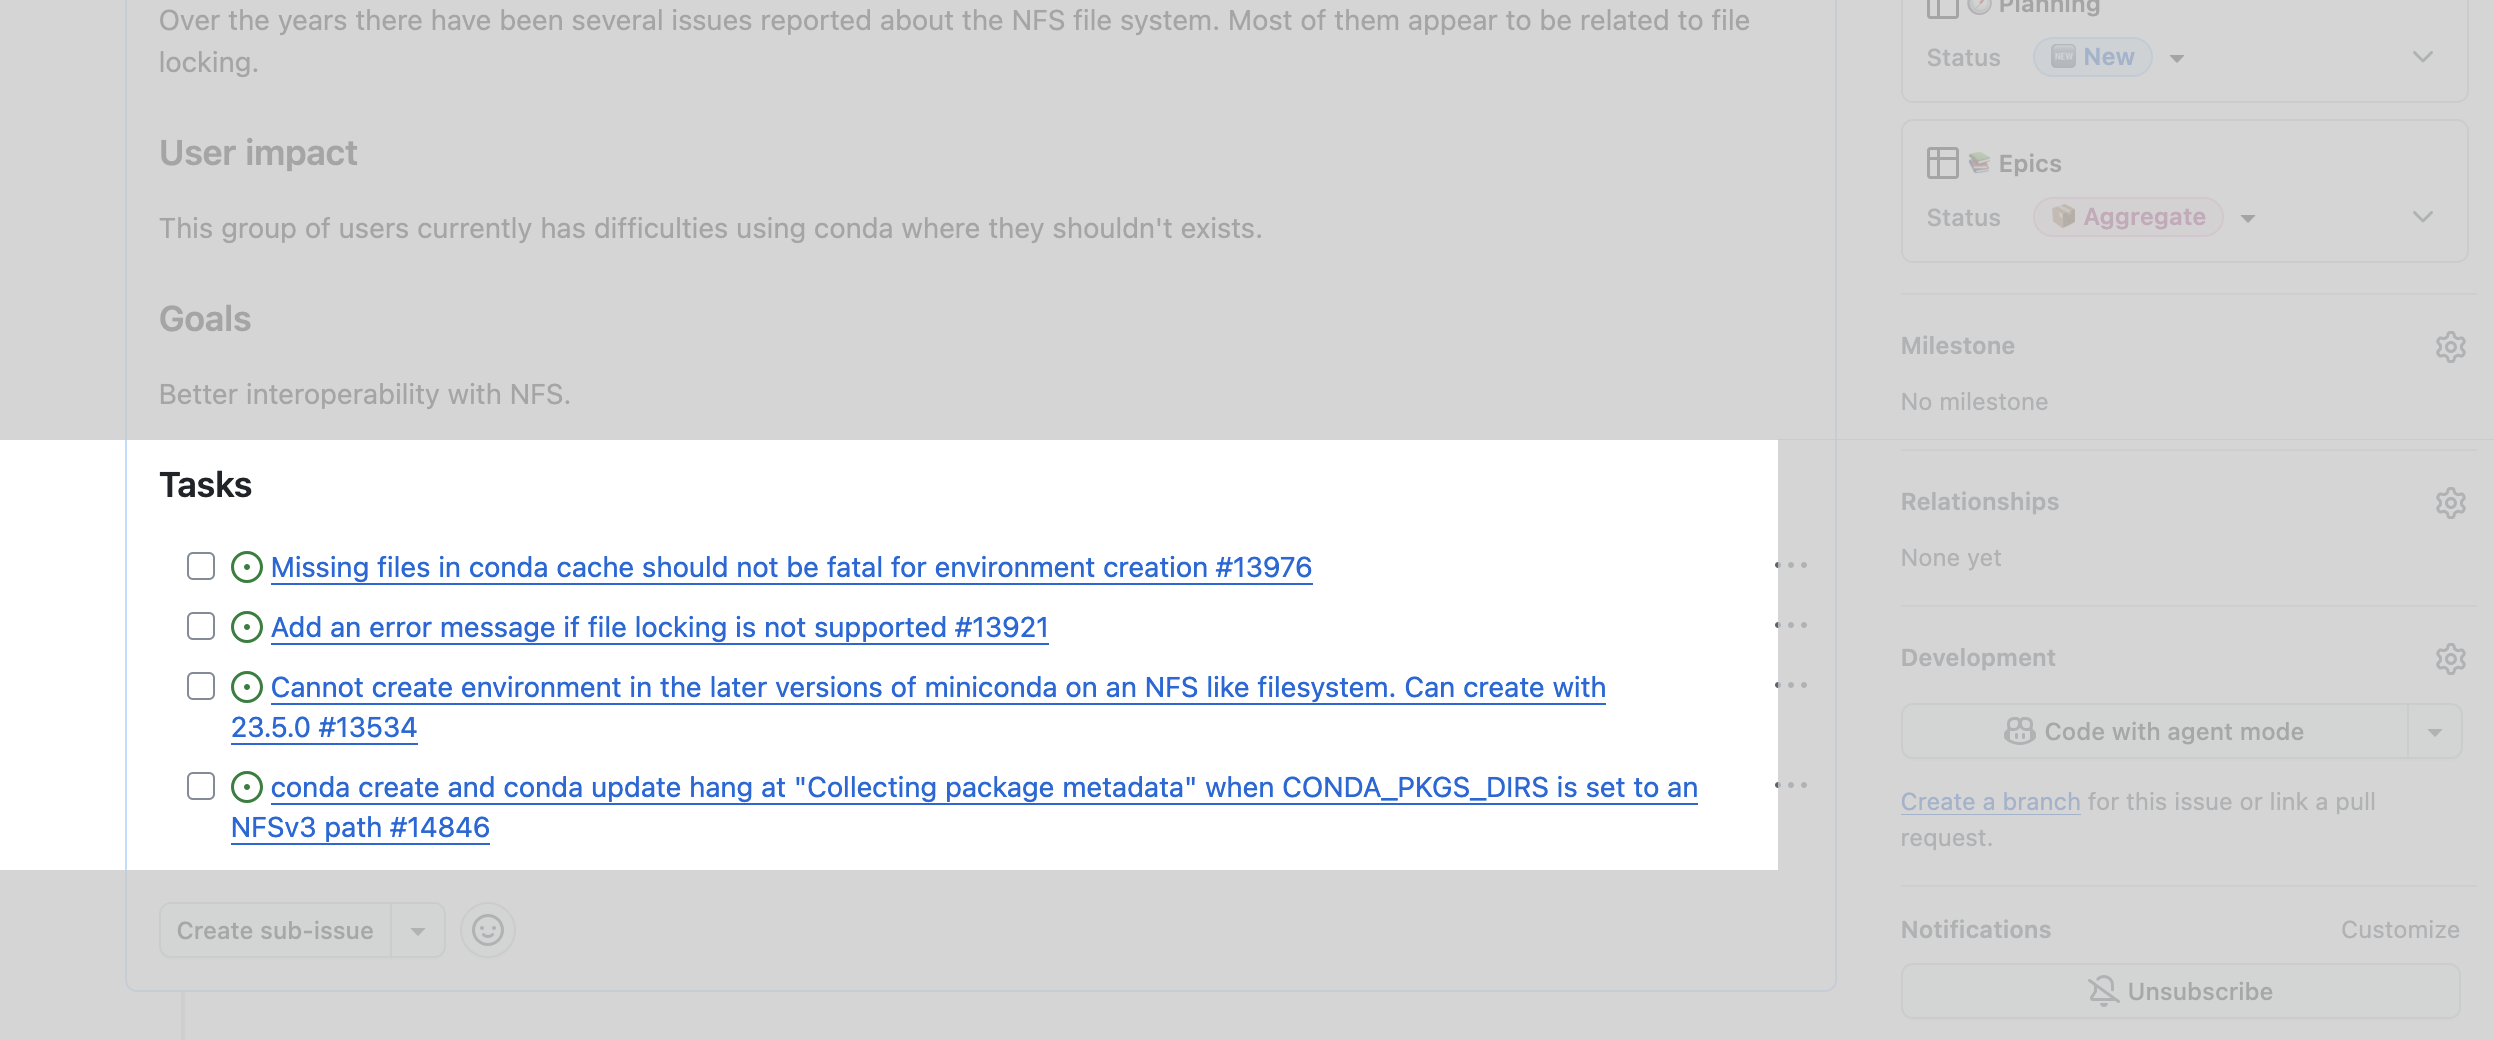 Over the years there have been several issues reported about the NFS file system. Most of them appear to be related to file
locking.
User impact
This group of users currently has difficulties using conda where they shouldn't exists.
Goals
Better interoperability with NFS.
Tasks
Missing files in conda cache should not be fatal for environment creation #13976
Add an error message if file locking is not supported #13921
Cannot create environment in the later versions of miniconda on an NFS like filesystem. Can create with
23.5.0 #13534
conda create and conda update hang at "Collecting package metadata" when CONDA_PKGS_DIRS is set to an
NFSv3 path #14846
Create sub-issue
Planning
Status NEW New
Epics
Status Aggregate
Milestone
No milestone
Relationships
None yet
Development
Code with agent mode
Create a branch for this issue or link a pull
request.
Notifications Customize
Unsubscribe